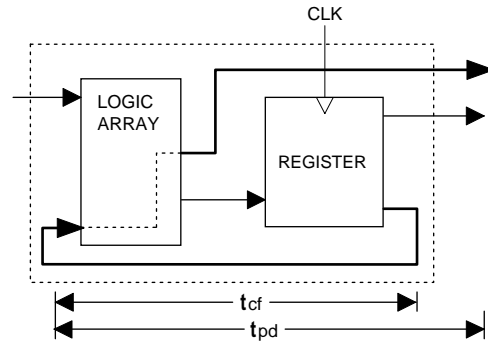 CLK
LOGIC
ARRAY
REGISTER
tcf
tpd